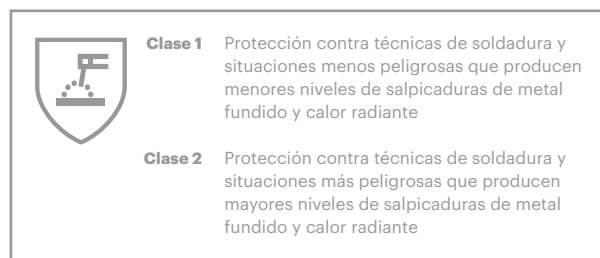 Clase 1 Protección contra técnicas de soldadura y
situaciones menos peligrosas que producen
menores niveles de salpicaduras de metal
fundido y calor radiante
Clase 2 Protección contra técnicas de soldadura y
situaciones más peligrosas que producen
mayores niveles de salpicaduras de metal
fundido y calor radiante